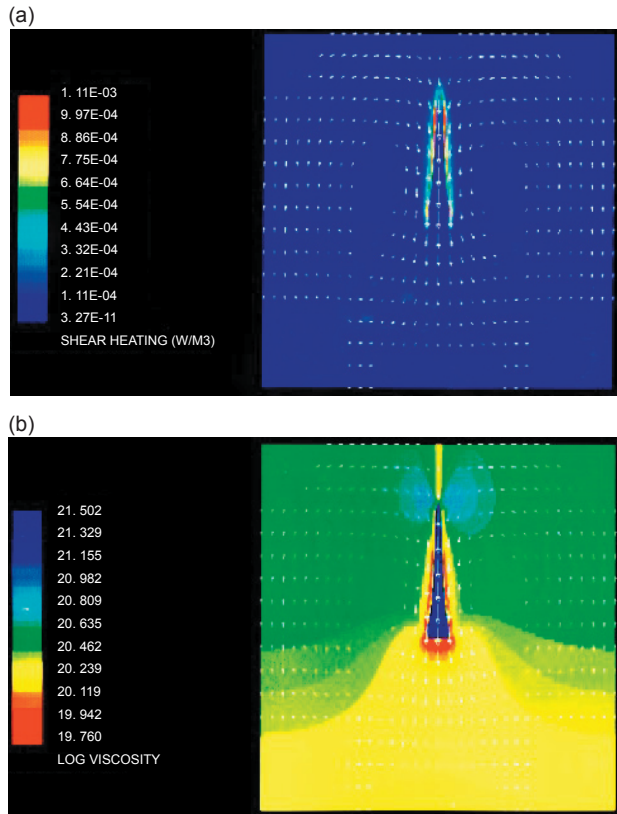 (a)
1. 11E-03
9. 97E-04
8. 86E-04
7. 75E-04
6. 64E-04
5. 54E-04
4. 43E-04
3. 32E-04
2. 21E-04
1. 11E-04
3. 27E-11
SHEAR HEATING (W/M3)
(b)
21. 502
21. 329
21. 155
20. 982
20. 809
20. 635
20. 462
20. 239
20. 119
19. 942
19. 760
LOG VISCOSITY